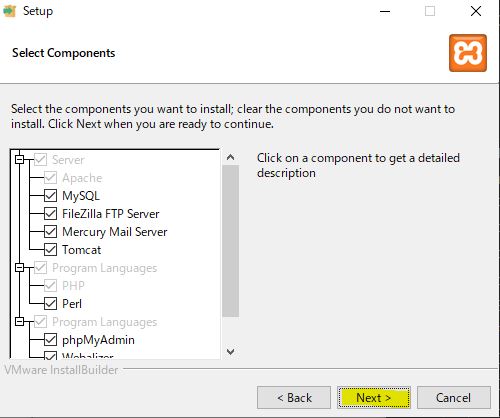 Setup
Select Components
Select the components you want to install; clear the components you do not want to
install. Click Next when you are ready to continue.
Server
Apache
MySQL
FileZilla FTP Server
Mercury Mail Server
Tomcat
Program Languages
PHP
Perl
Program Languages
phpMyAdmin
Webalizer
Click on a component to get a detailed
description
VMware InstallBuilder
< Back
Next >
Cancel